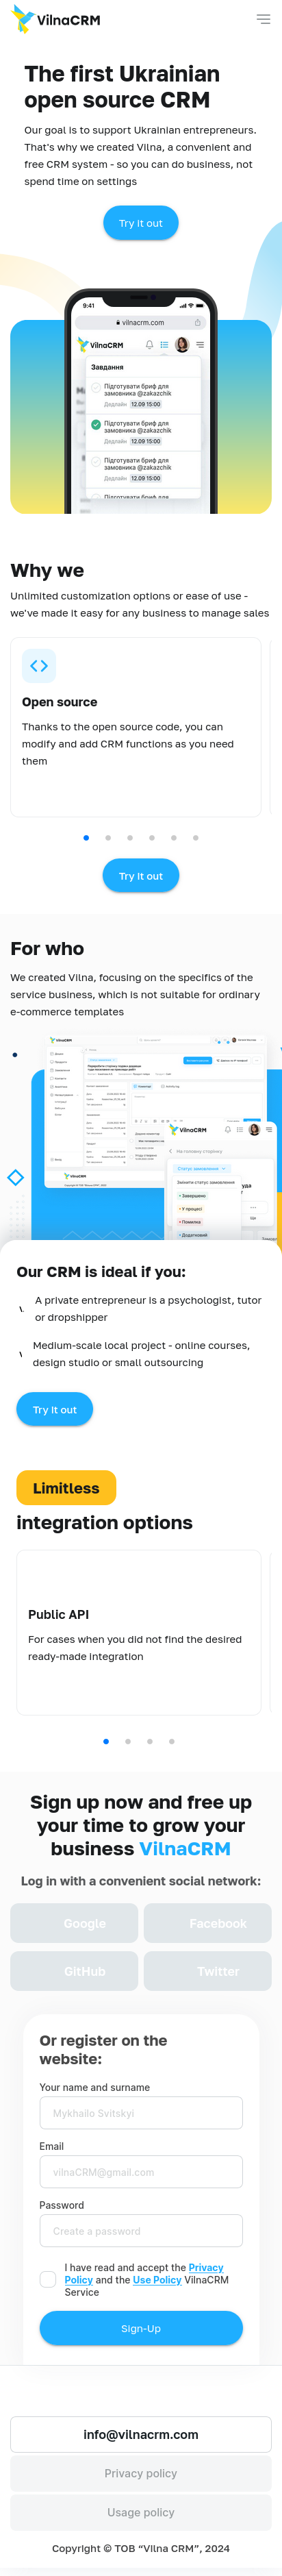 VilnaCRM
The first Ukrainian
open source CRM
Our goal is to support Ukrainian entrepreneurs.
That's why we created Vilna, a convenient and
free CRM system - so you can do business, not
spend time on settings
Try it out
9:41
vilnacrm.com
VilnaCRM
Завдання
Підготувати бриф для
замовника @zakazchik
Дедлайн 12.09 15:00
Підготувати бриф для
замовника @zakazchik
Дедлайн 12.09 15:00
Підготувати бриф для
замовника @zakazchik
Дедлайн 12.09 15:00
Підготувати бриф для
Why we
Unlimited customization options or ease of use -
we've made it easy for any business to manage sales
Open source
Thanks to the open source code, you can
modify and add CRM functions as you need
them
Try it out
For who
We created Vilna, focusing on the specifics of the
service business, which is not suitable for ordinary
e-commerce templates
VilnaCRM
VilnaCRM
VilnaCRM
На головну сторінку
Статус замовлення
Змінити статус замовлення
Завершено
У процесі
Помилка
Додатковий
Our CRM is ideal if you:
A private entrepreneur is a psychologist, tutor
or dropshipper
Medium-scale local project - online courses,
design studio or small outsourcing
Try it out
Limitless
integration options
Public API
For cases when you did not find the desired
ready-made integration
Sign up now and free up
your time to grow your
business VilnaCRM
Log in with a convenient social network:
Google
Facebook
GitHub
Twitter
Or register on the
website:
Your name and surname
Mykhailo Svitskyi
Email
vilnaCRM@gmail.com
Password
Create a password
I have read and accept the Privacy
Policy and the Use Policy VilnaCRM
Service
Sign-Up
info@vilnacrm.com
Privacy policy
Usage policy
Copyright © ТОВ “Vilna CRM”, 2024